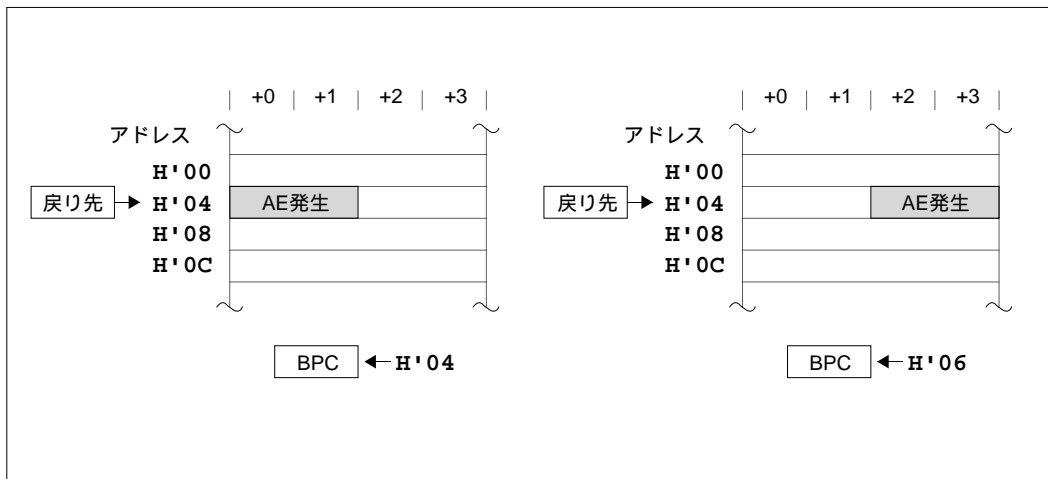 +0 +1 +2 +3
アドレス
H'00
戻り先 H'04 AE発生
H'08
H'0C
BPC H'04
+0 +1 +2 +3
アドレス
H'00
戻り先 H'04 AE発生
H'08
H'0C
BPC H'06